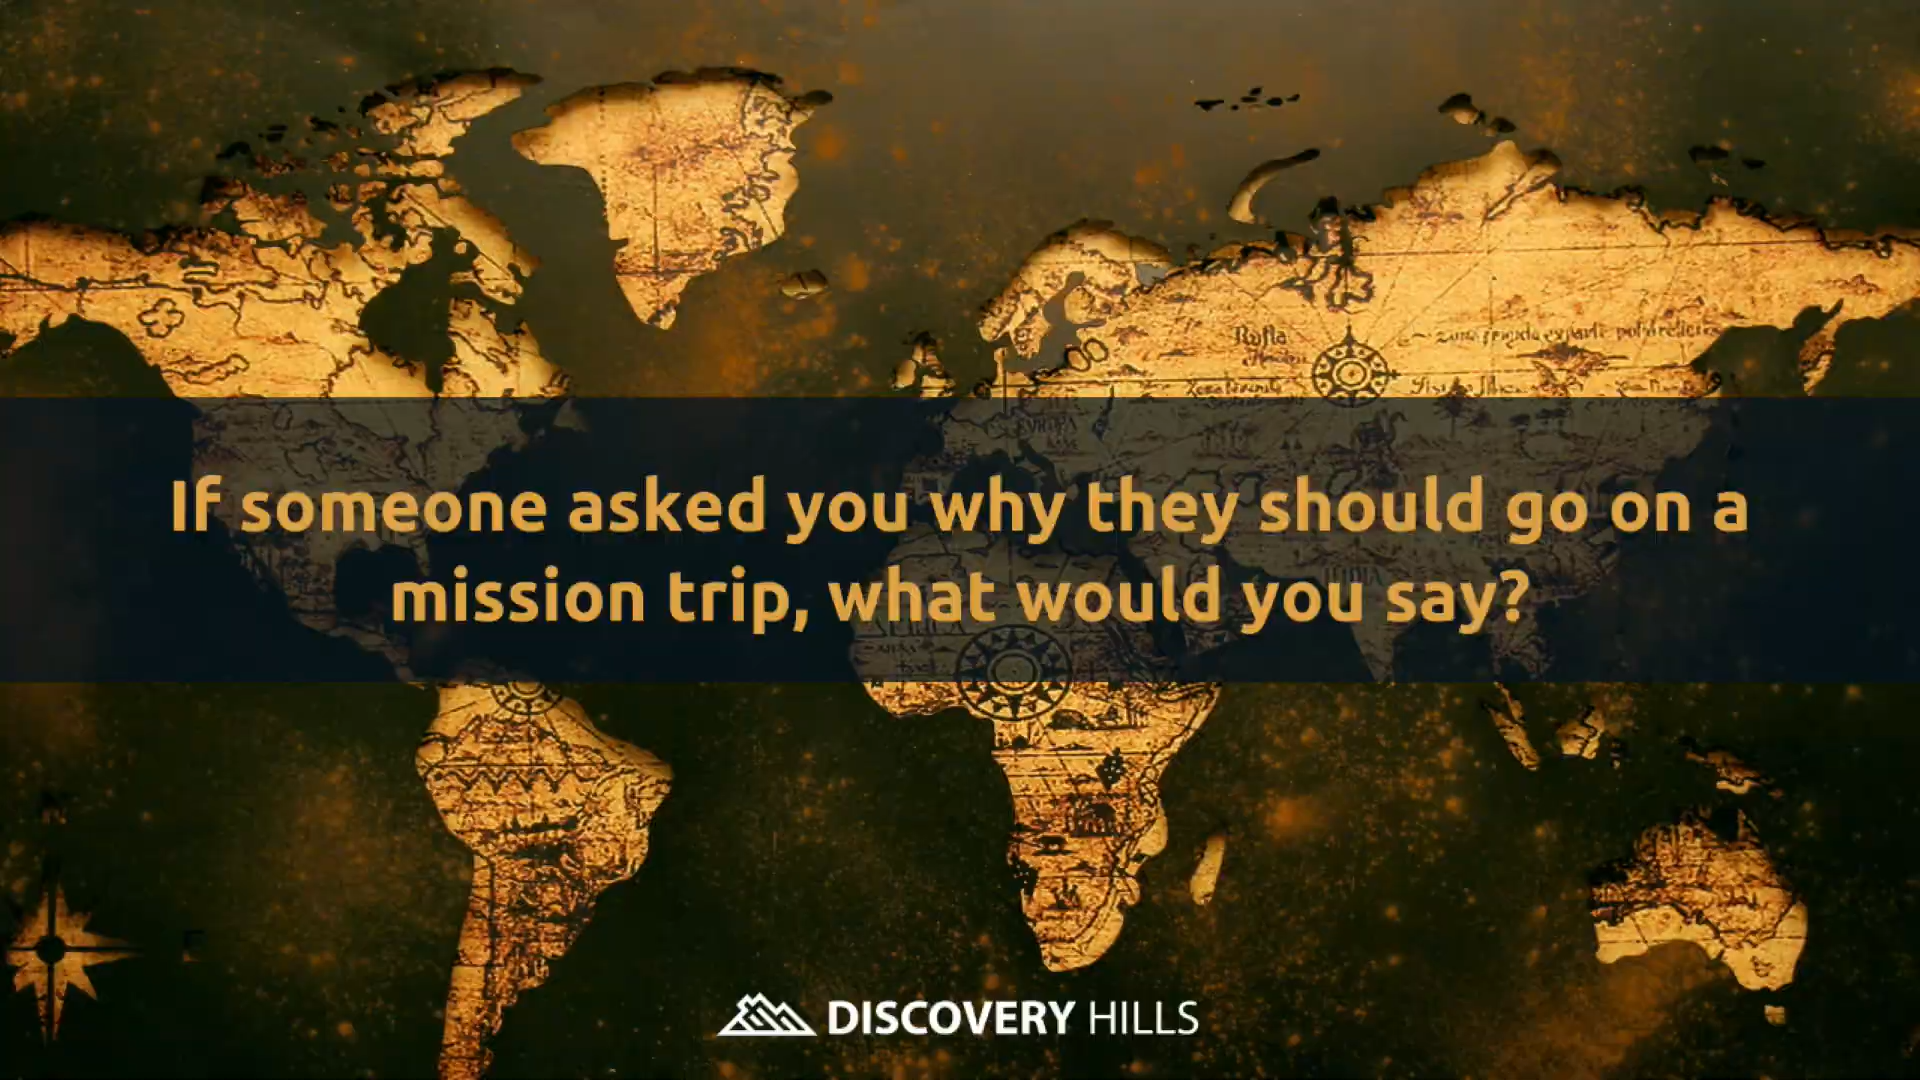 If someone asked you why they should go on a
mission trip, what would you say?
DISCOVERY HILLS